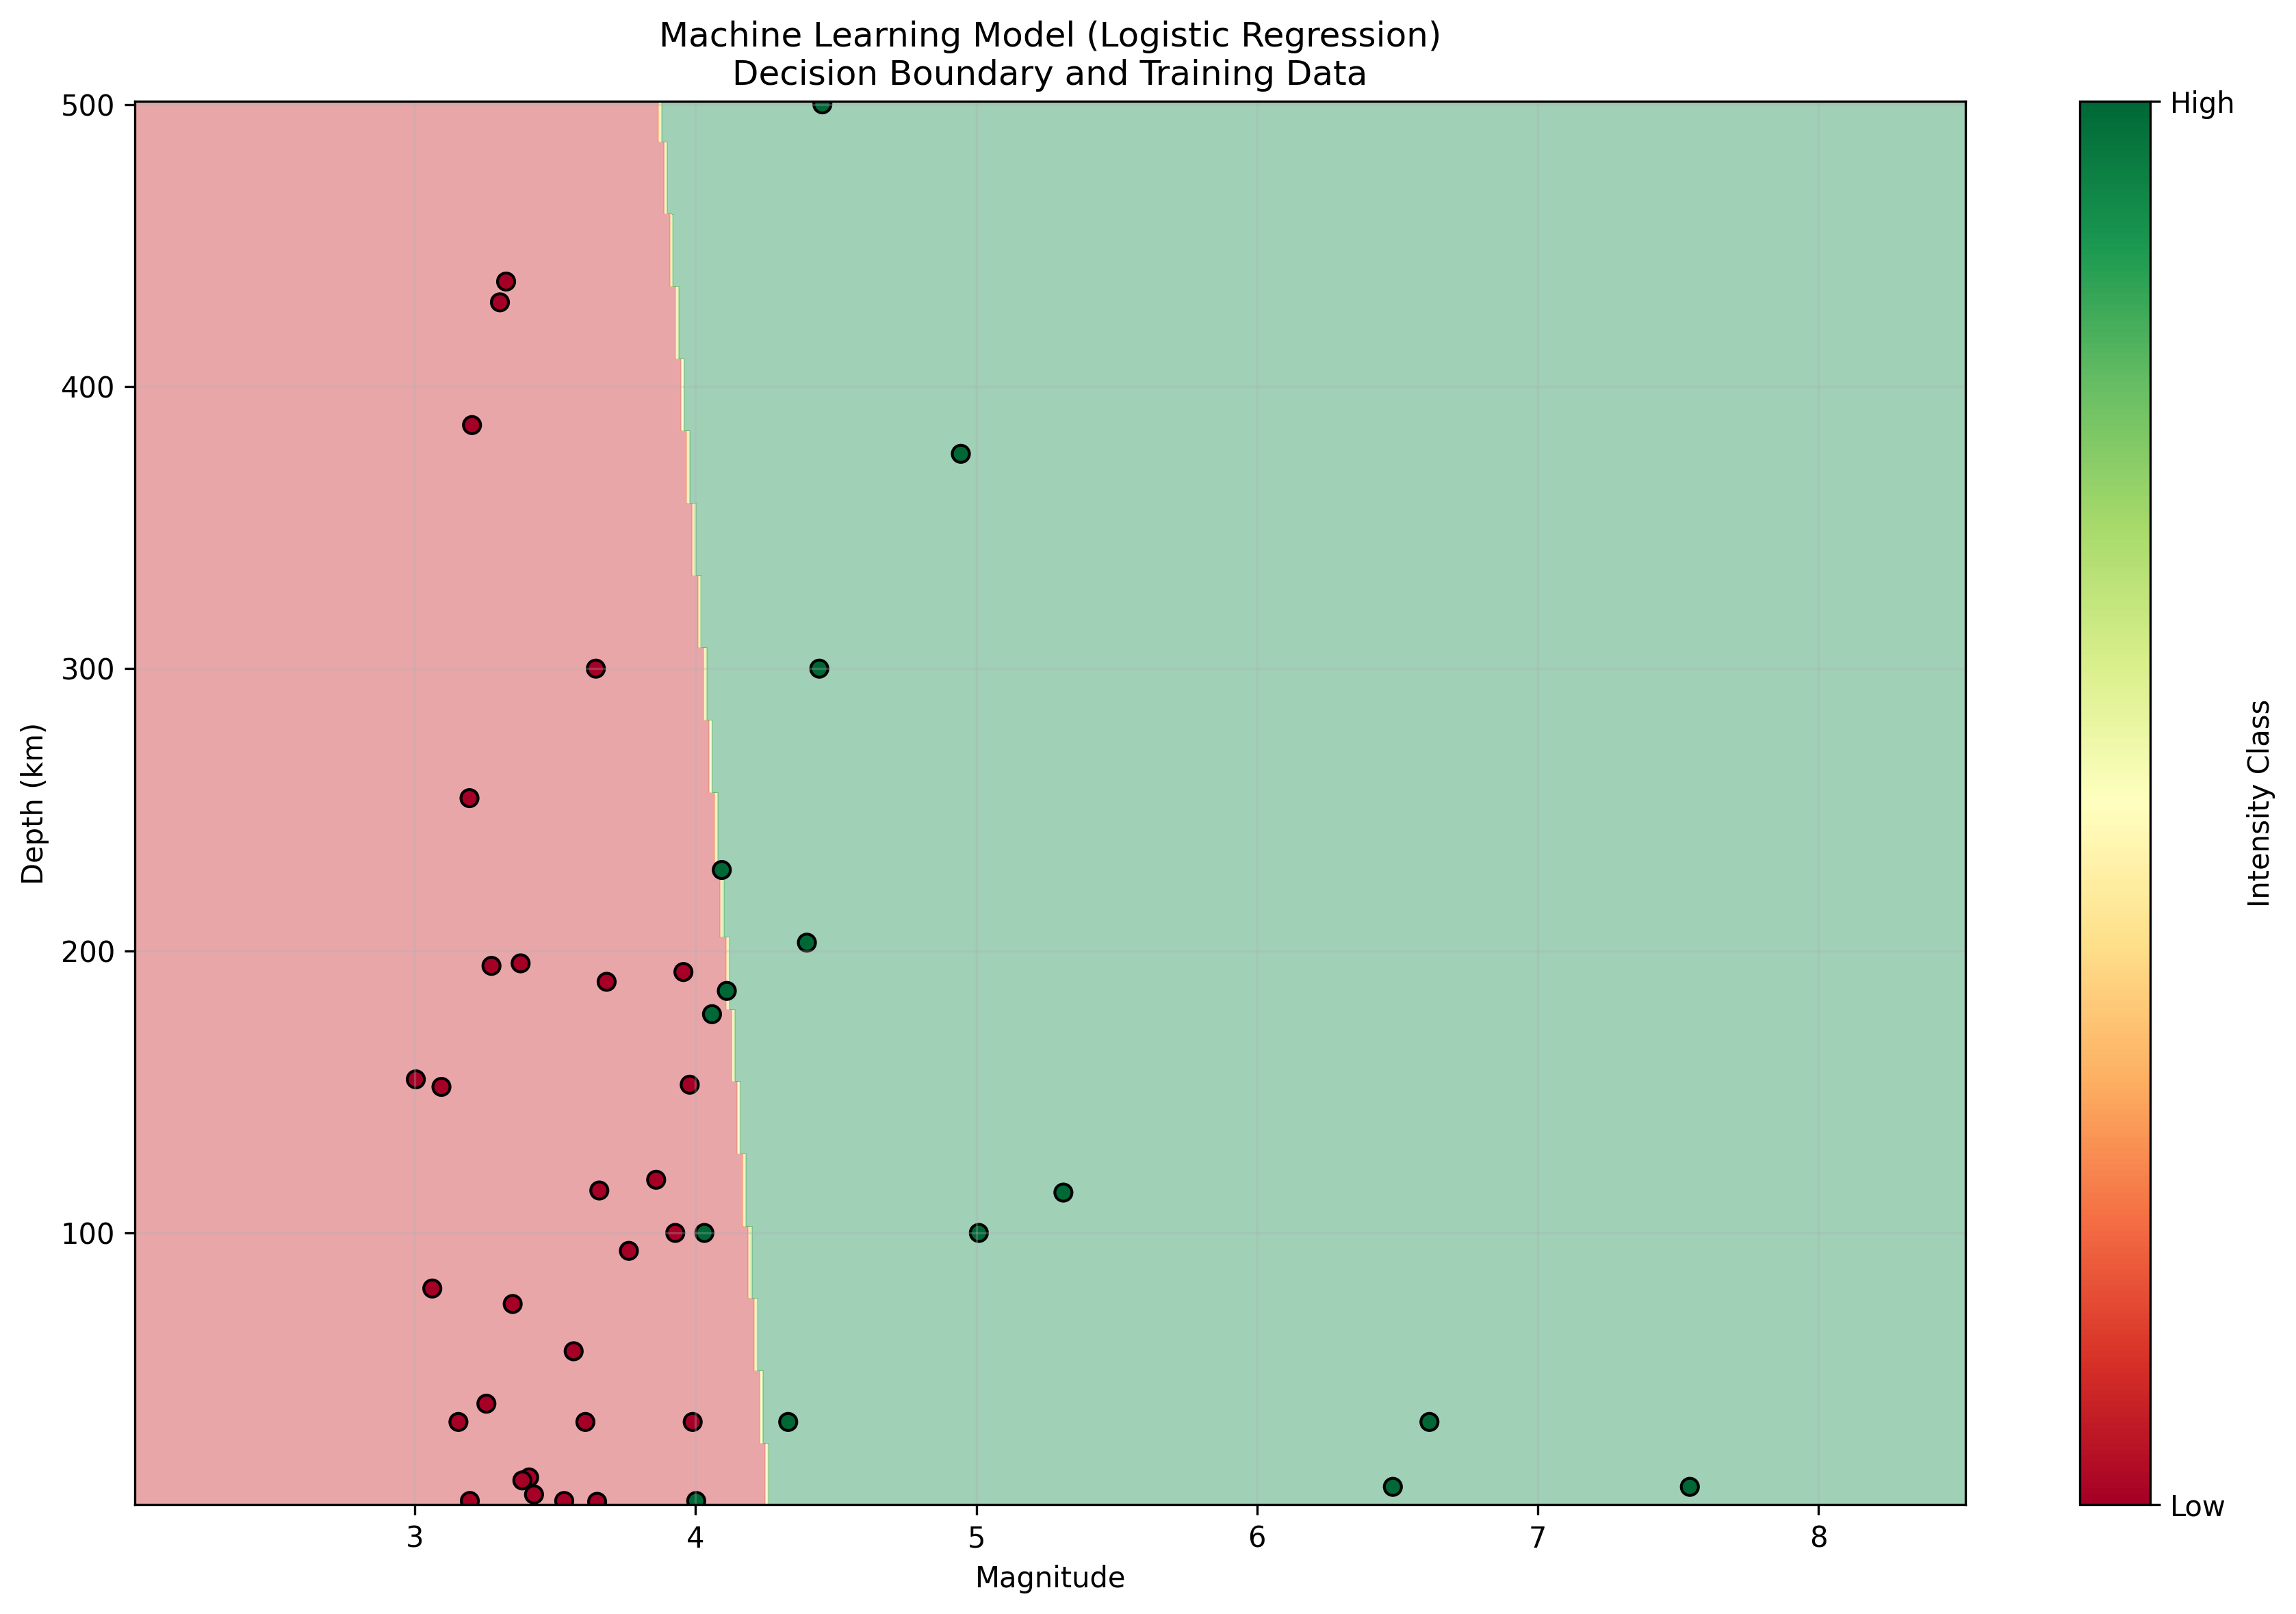 Machine Learning Model (Logistic Regression)
Decision Boundary and Training Data
500
400
300
200
100
Depth (km)
3
4
5
6
7
8
Magnitude
High
Low
Intensity Class